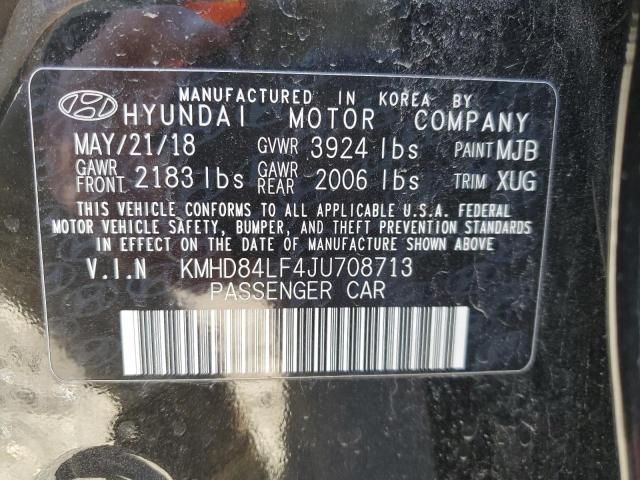 MANUFACTURED IN KOREA BY
HYUNDAI MOTOR COMPANY
MAY/21/18 GVWR 3924 lbs PAINT MJB
GAWR FRONT 2183 lbs GAWR REAR 2006 lbs TRIM XUG
THIS VEHICLE CONFORMS TO ALL APPLICABLE U.S.A. FEDERAL
MOTOR VEHICLE SAFETY, BUMPER, AND THEFT PREVENTION STANDARDS
IN EFFECT ON THE DATE OF MANUFACTURE SHOWN ABOVE
V.I.N KMHD84LF4JU708713
PASSENGER CAR